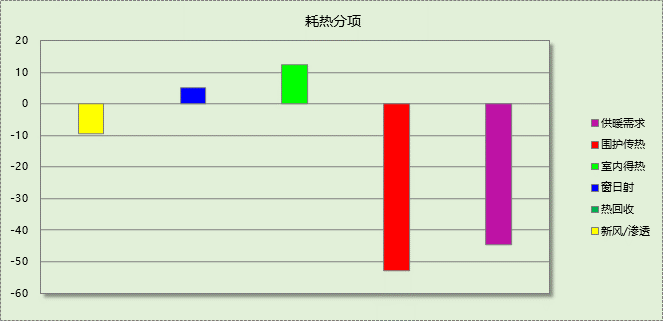 耗热分项
20
10
0
-10
-20
-30
-40
-50
-60
供暖需求
围护传热
室内得热
窗日射
热回收
新风/渗透